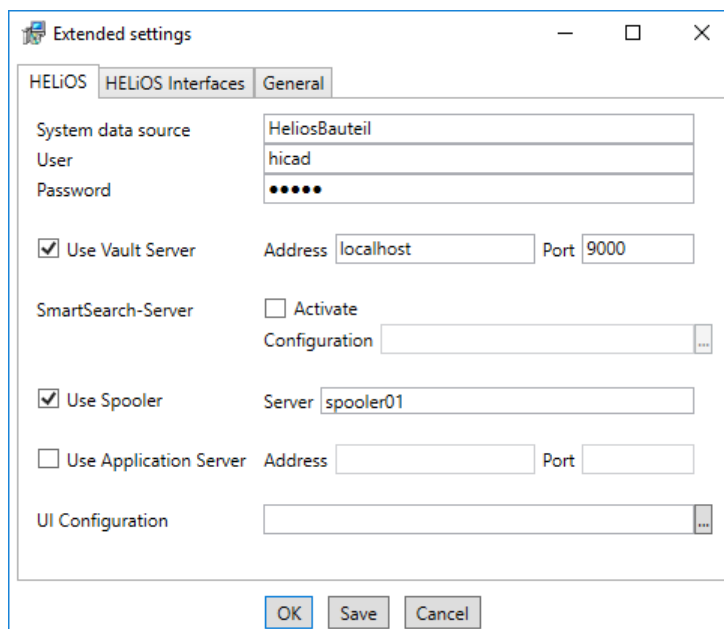 Extended settings
HELiOS HELiOS Interfaces General
System data source HeliosBauteil
User hicad
Password ●●●●●
Use Vault Server Address localhost Port 9000
SmartSearch-Server Activate
Configuration ...
Use Spooler Server spooler01
Use Application Server Address Port
UI Configuration ...
OK Save Cancel